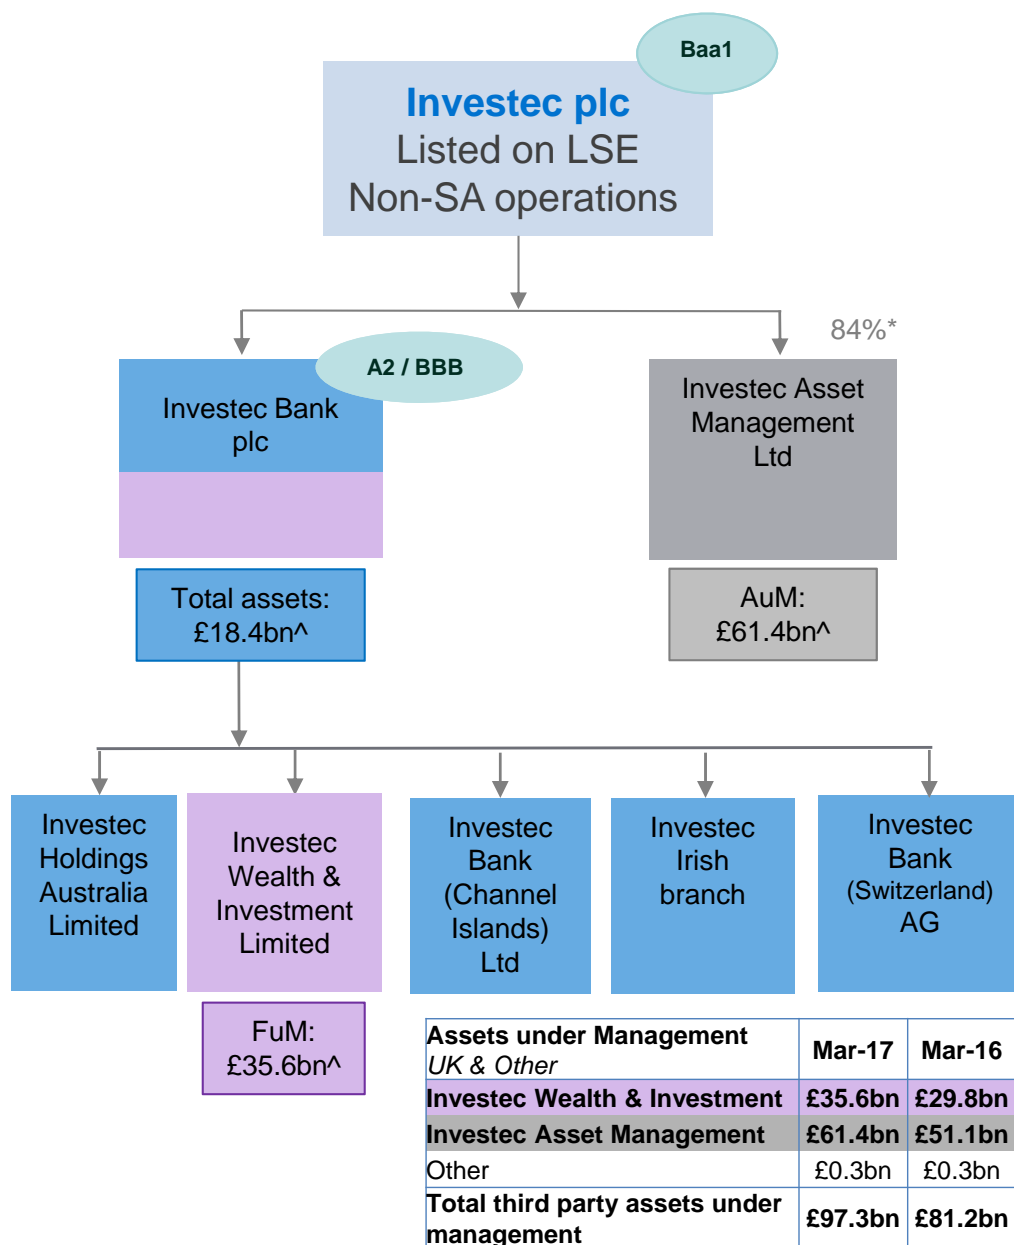 Baa1
Investec plc
Listed on LSE
Non-SA operations
84%*
A2 / BBB
Investec Bank
plc
Investec Asset
Management
Ltd
Total assets:
£18.4bn^
AuM:
£61.4bn^
Investec
Holdings
Australia
Limited
Investec
Wealth &
Investment
Limited
Investec
Bank
(Channel
Islands)
Ltd
Investec
Irish
branch
Investec
Bank
(Switzerland)
AG
FuM:
£35.6bn^
Assets under Management
UK & Other
Mar-17 Mar-16
Investec Wealth & Investment £35.6bn £29.8bn
Investec Asset Management £61.4bn £51.1bn
Other £0.3bn £0.3bn
Total third party assets under
management
£97.3bn £81.2bn